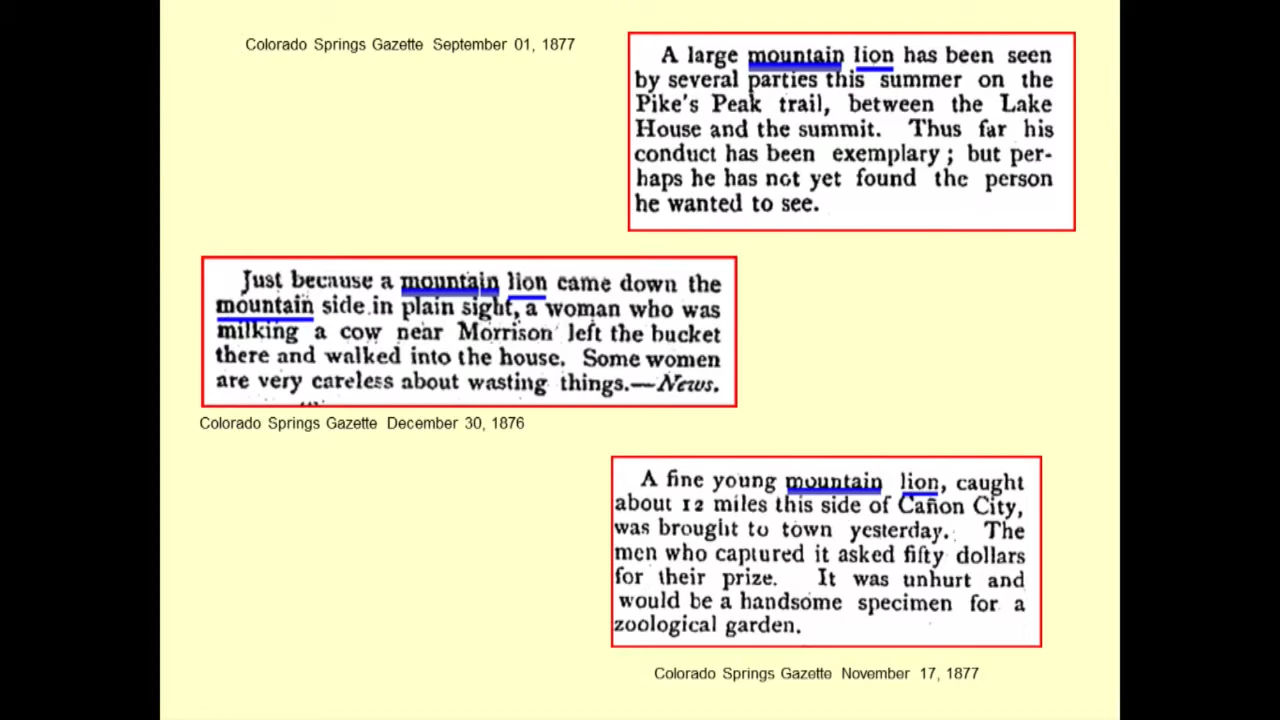 Colorado Springs Gazette September 01, 1877
A large mountain lion has been seen
by several parties this summer on the
Pike's Peak trail, between the Lake
House and the summit. Thus far his
conduct has been exemplary; but per-
haps he has not yet found the person
he wanted to see.
Just because a mountain lion came down the
mountain side in plain sight, a woman who was
milking a cow near Morrison left the bucket
there and walked into the house. Some women
are very careless about wasting things.—News.
Colorado Springs Gazette December 30, 1876
A fine young mountain lion, caught
about 12 miles this side of Cañon City,
was brought to town yesterday. The
men who captured it asked fifty dollars
for their prize. It was unhurt and
would be a handsome specimen for a
zoological garden.
Colorado Springs Gazette November 17, 1877